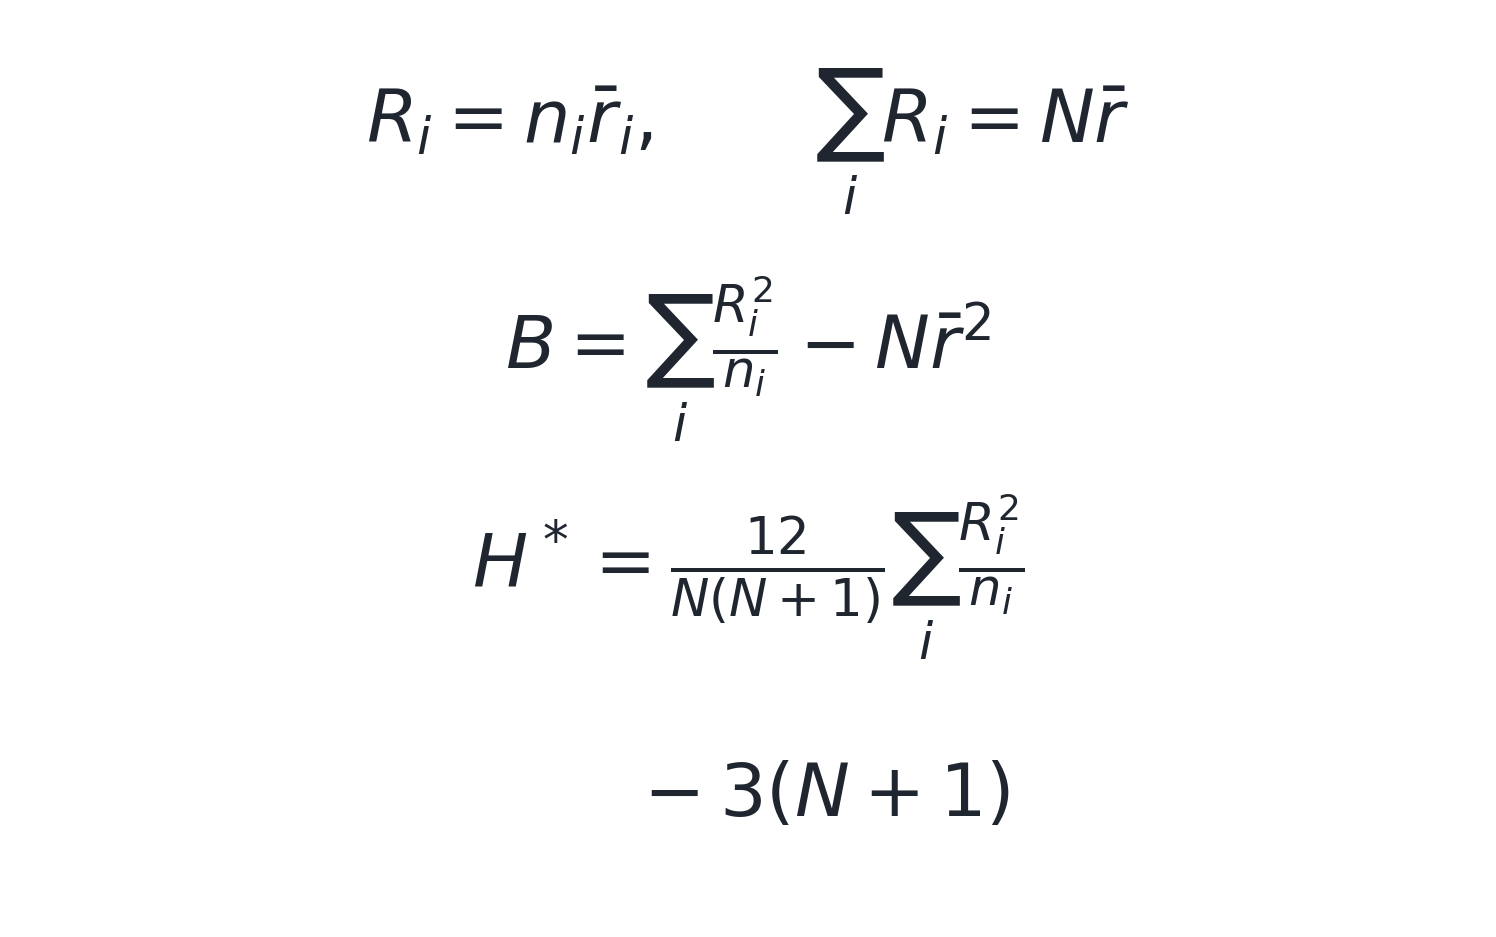 $R_i = n_i \bar{r}_i, \qquad \sum_i R_i = N\bar{r}$
$B = \sum_i \frac{R_i^2}{n_i} - N\bar{r}^2$
$H^* = \frac{12}{N(N+1)} \sum_i \frac{R_i^2}{n_i}$
$- 3(N+1)$